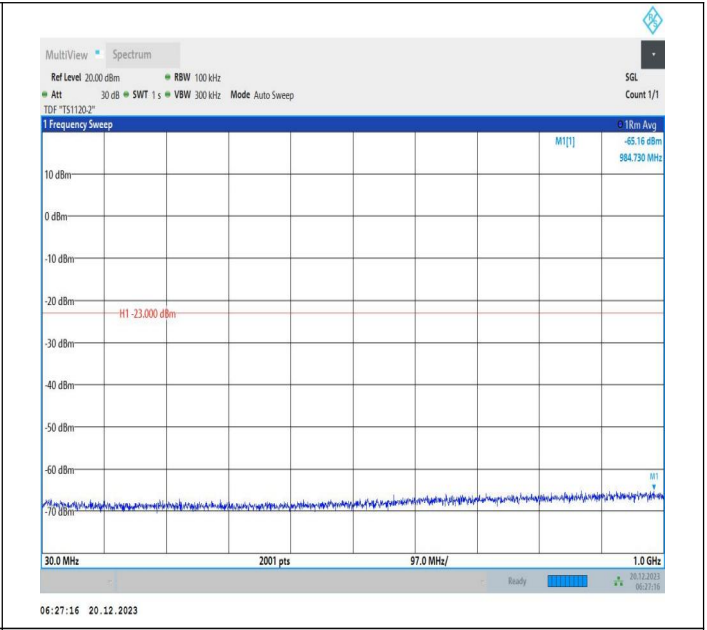 R S
MultiView Spectrum
Ref Level 20.00 dBm RBW 100 kHz SGL
Att 30 dB SWT 1 s VBW 300 kHz Mode Auto Sweep Count 1/1
TDF "TS1120-2"
1 Frequency Sweep 1Rm Avg
M1[1] -65.16 dBm
984.730 MHz
10 dBm
0 dBm
-10 dBm
-20 dBm
H1 -23.000 dBm
-30 dBm
-40 dBm
-50 dBm
-60 dBm
M1
-70 dBm
30.0 MHz 2001 pts 97.0 MHz/ 1.0 GHz
Ready 20.12.2023
06:27:16
06:27:16 20.12.2023